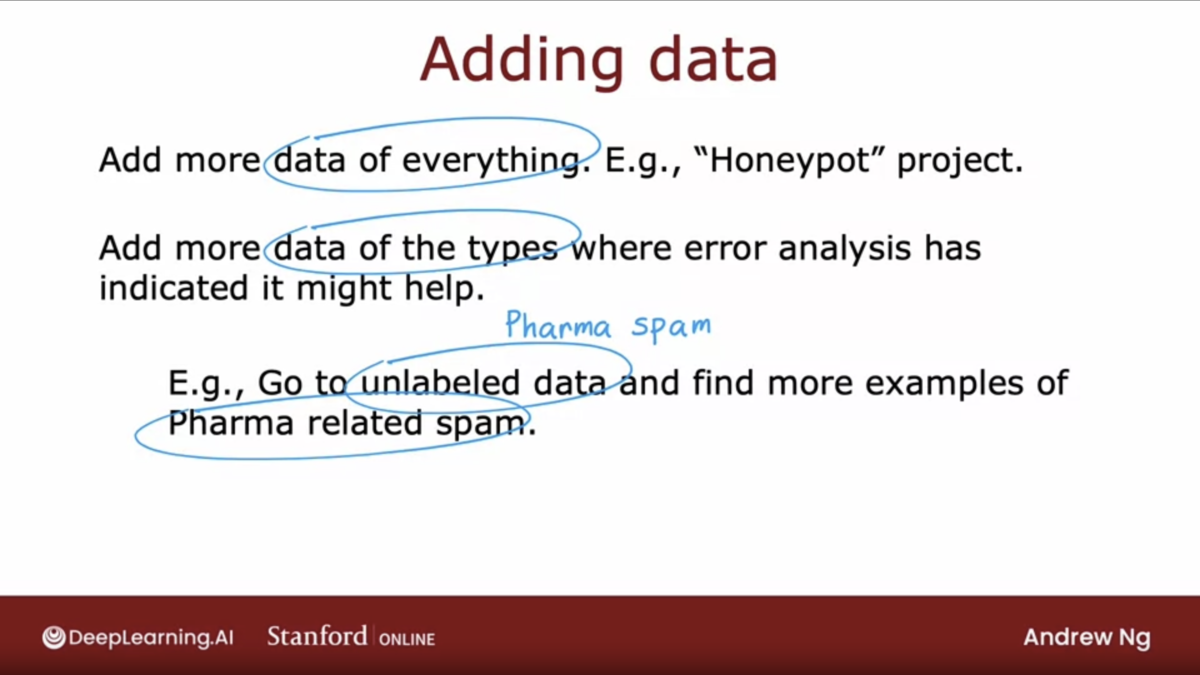 Adding data
Add more data of everything. E.g., “Honeypot” project.
Add more data of the types where error analysis has
indicated it might help.
Pharma spam
E.g., Go to unlabeled data and find more examples of
Pharma related spam.
DeepLearning.AI Stanford ONLINE Andrew Ng